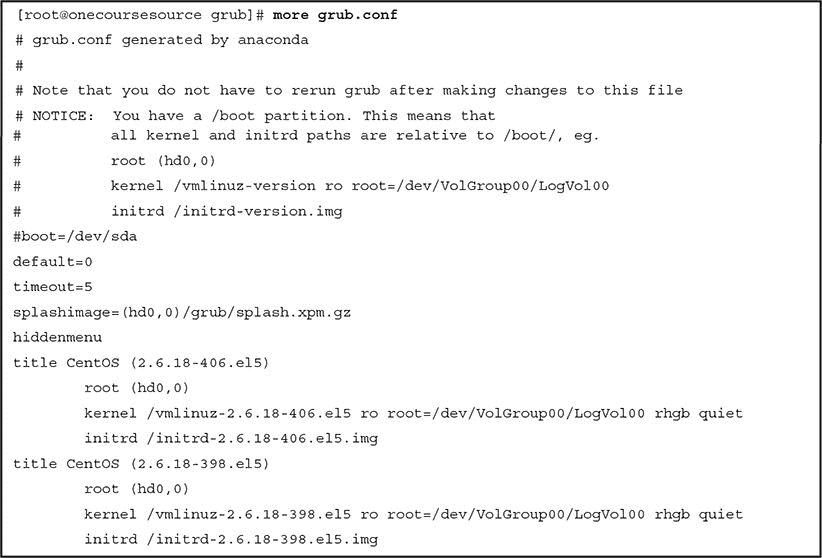 [root@onecoursesource grub]# more grub.conf
# grub.conf generated by anaconda
#
# Note that you do not have to rerun grub after making changes to this file
# NOTICE:  You have a /boot partition. This means that
#          all kernel and initrd paths are relative to /boot/, eg.
#          root (hd0,0)
#          kernel /vmlinuz-version ro root=/dev/VolGroup00/LogVol00
#          initrd /initrd-version.img
#boot=/dev/sda
default=0
timeout=5
splashimage=(hd0,0)/grub/splash.xpm.gz
hiddenmenu
title CentOS (2.6.18-406.el5)
        root (hd0,0)
        kernel /vmlinuz-2.6.18-406.el5 ro root=/dev/VolGroup00/LogVol00 rhgb quiet
        initrd /initrd-2.6.18-406.el5.img
title CentOS (2.6.18-398.el5)
        root (hd0,0)
        kernel /vmlinuz-2.6.18-398.el5 ro root=/dev/VolGroup00/LogVol00 rhgb quiet
        initrd /initrd-2.6.18-398.el5.img